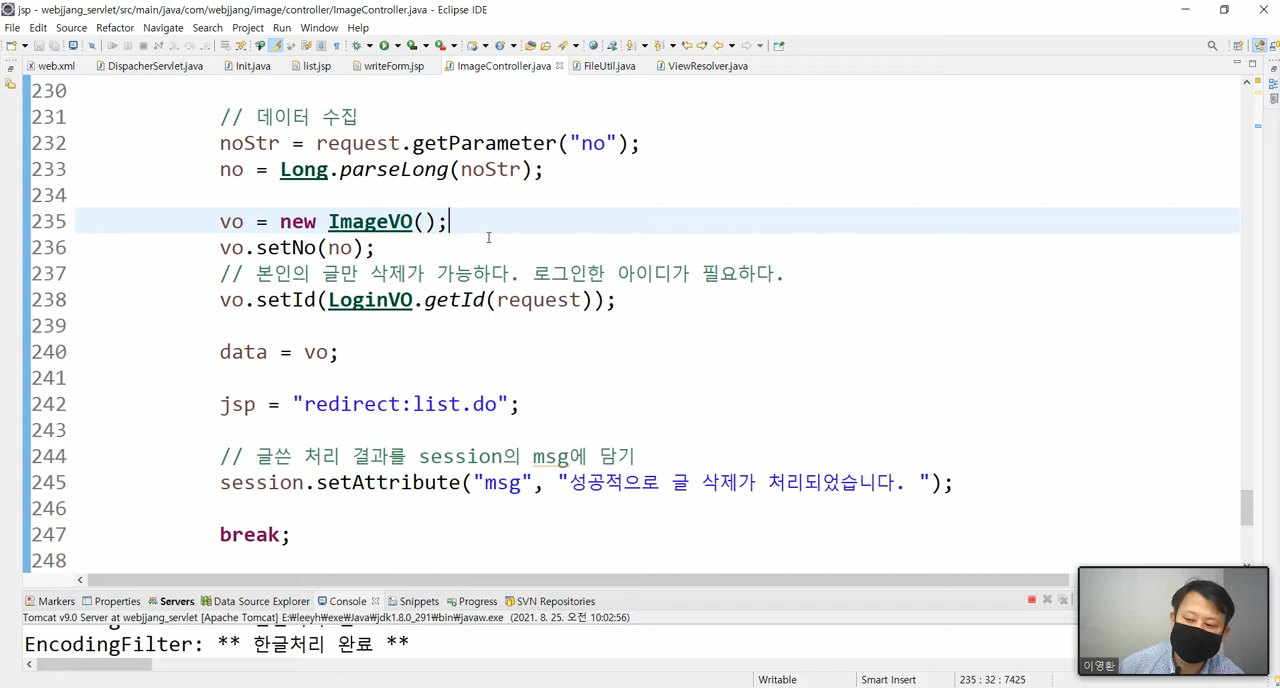 jsp - webjjang_servlet/src/main/java/com/webjjang/image/controller/ImageController.java - Eclipse IDE
File Edit Source Refactor Navigate Search Project Run Window Help
web.xml DispacherServlet.java Init.java list.jsp writeForm.jsp ImageController.java FileUtil.java ViewResolver.java
230
231 // 데이터 수집
232 noStr = request.getParameter("no");
233 no = Long.parseLong(noStr);
234
235 vo = new ImageVO();
236 vo.setNo(no);
237 // 본인의 글만 삭제가 가능하다. 로그인한 아이디가 필요하다.
238 vo.setId(LoginVO.getId(request));
239
240 data = vo;
241
242 jsp = "redirect:list.do";
243
244 // 글쓴 처리 결과를 session의 msg에 담기
245 session.setAttribute("msg", "성공적으로 글 삭제가 처리되었습니다. ");
246
247 break;
248
Markers Properties Servers Data Source Explorer Console Snippets Progress SVN Repositories
Tomcat v9.0 Server at webjjang_servlet [Apache Tomcat] E:₩leeyh₩exe₩Java₩jdk1.8.0_291₩bin₩javaw.exe (2021. 8. 25. 오전 10:02:56)
EncodingFilter: ** 한글처리 완료 **
이영환
Writable Smart Insert 235 : 32 : 7425